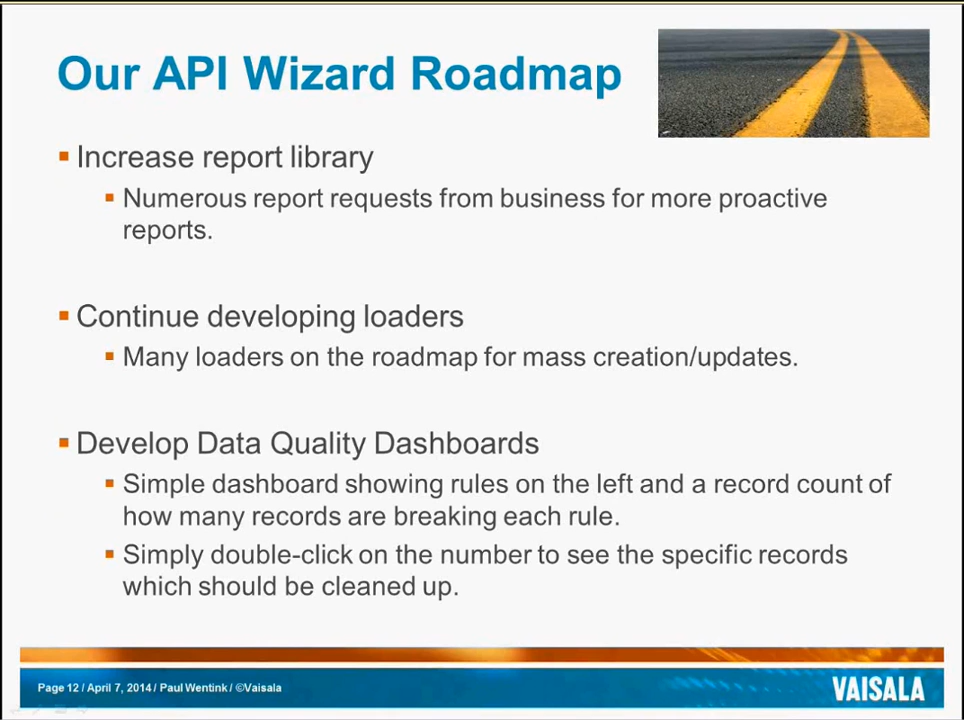 Our API Wizard Roadmap
Increase report library
Numerous report requests from business for more proactive
reports.
Continue developing loaders
Many loaders on the roadmap for mass creation/updates.
Develop Data Quality Dashboards
Simple dashboard showing rules on the left and a record count of
how many records are breaking each rule.
Simply double-click on the number to see the specific records
which should be cleaned up.
Page 12 / April 7, 2014 / Paul Wentink / ©Vaisala
VAISALA